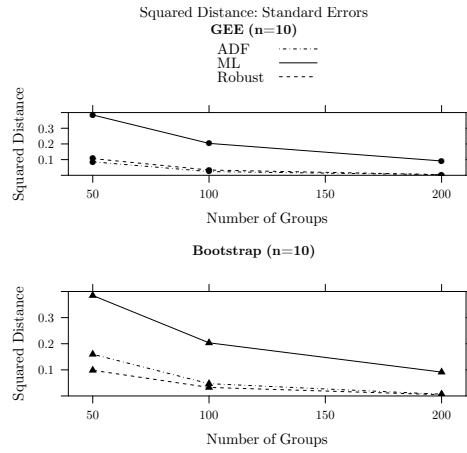 Squared Distance: Standard Errors
GEE (n=10)
ADF
ML
Robust
Squared Distance
0.3
0.2
0.1
50 100 150 200
Number of Groups
Bootstrap (n=10)
Squared Distance
0.3
0.2
0.1
50 100 150 200
Number of Groups